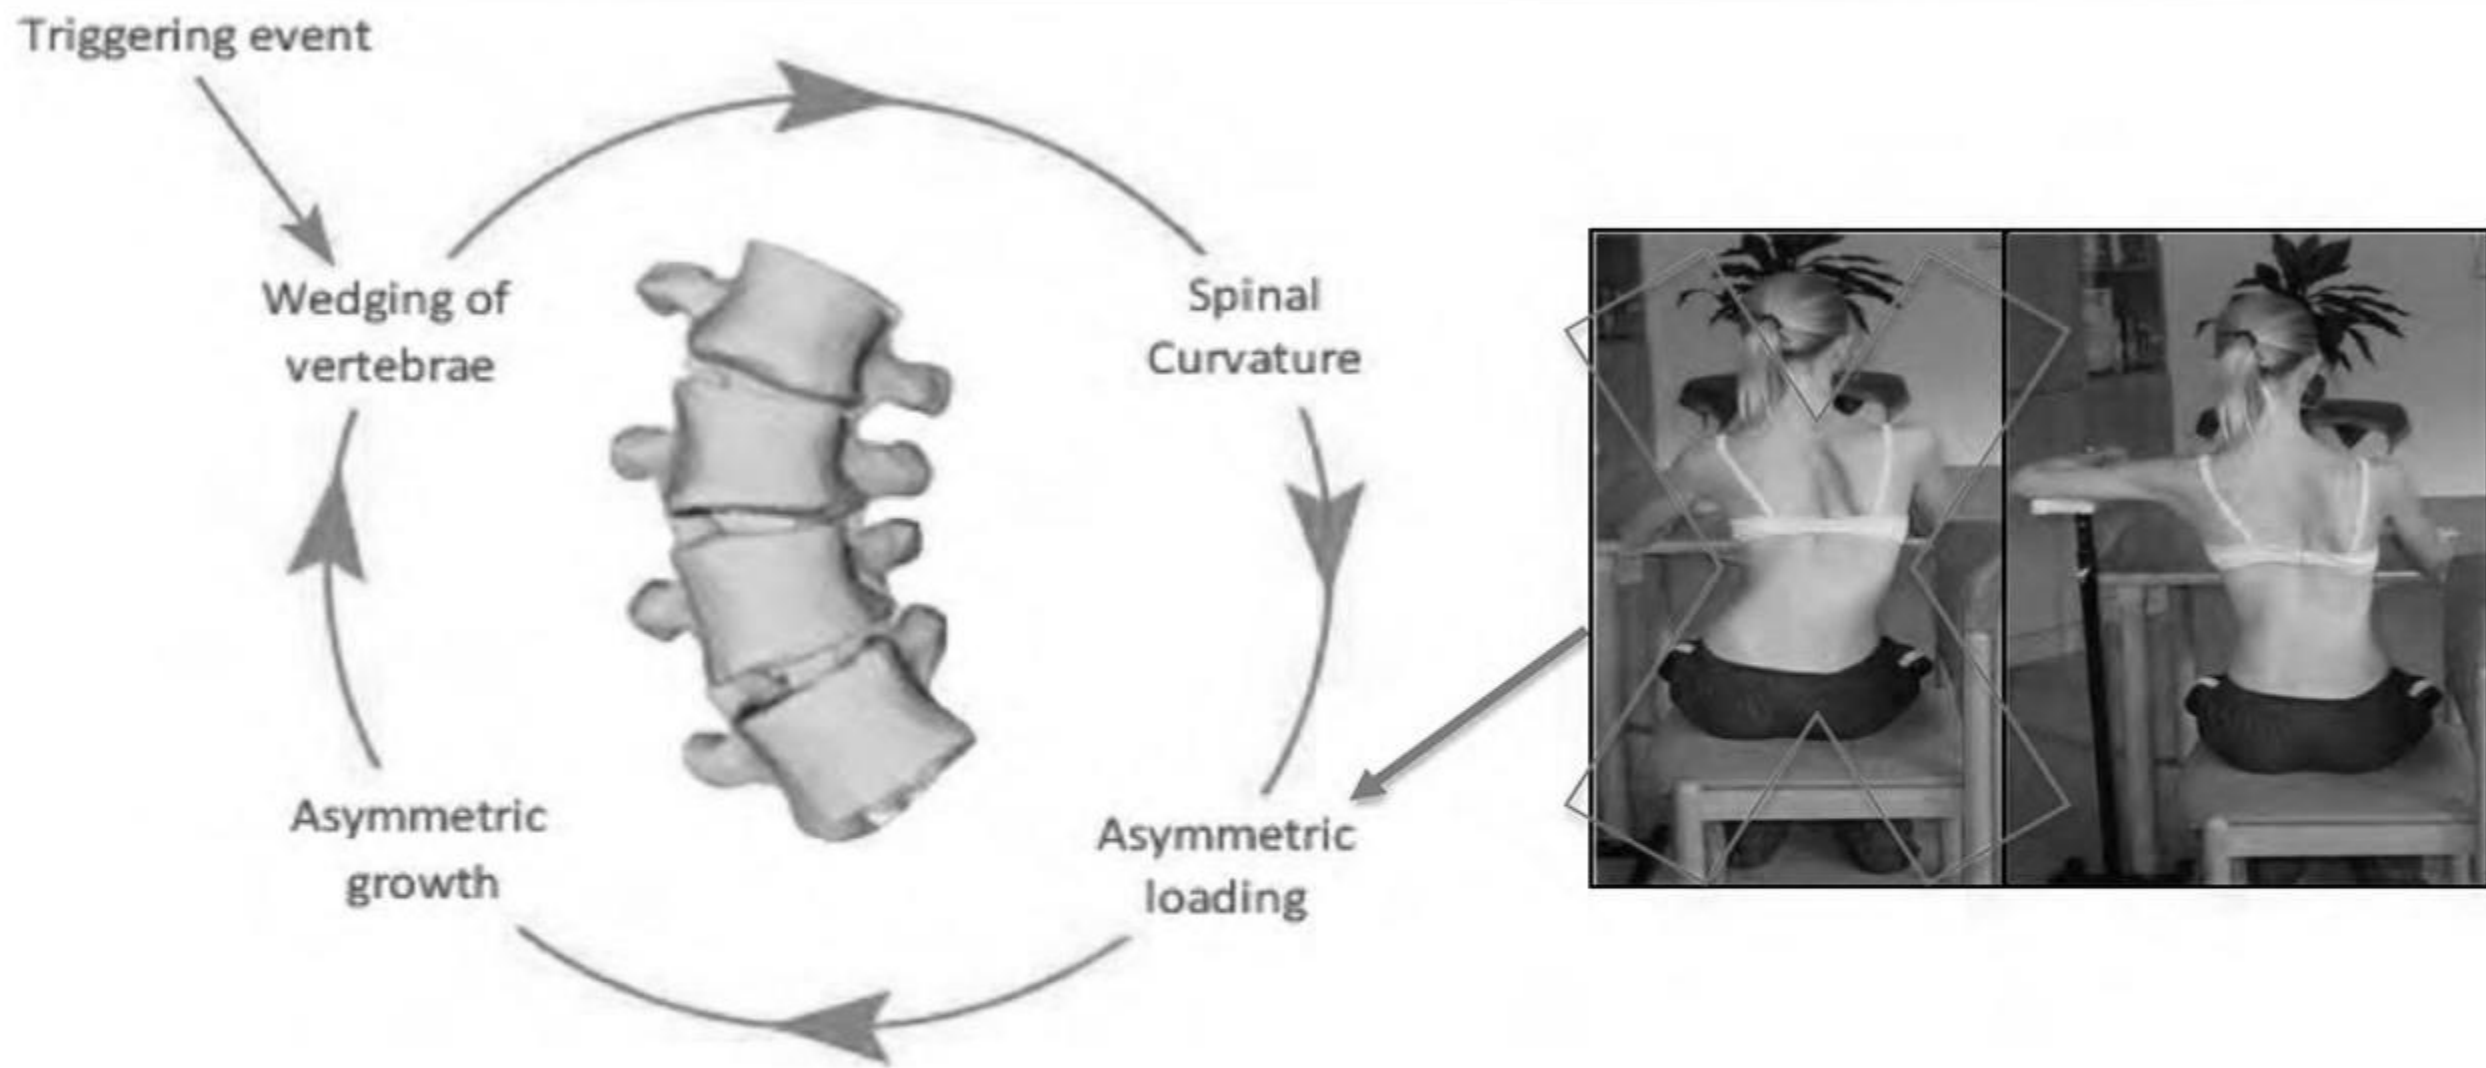 Triggering event
Wedging of
vertebrae
Spinal
Curvature
Asymmetric
loading
Asymmetric
growth